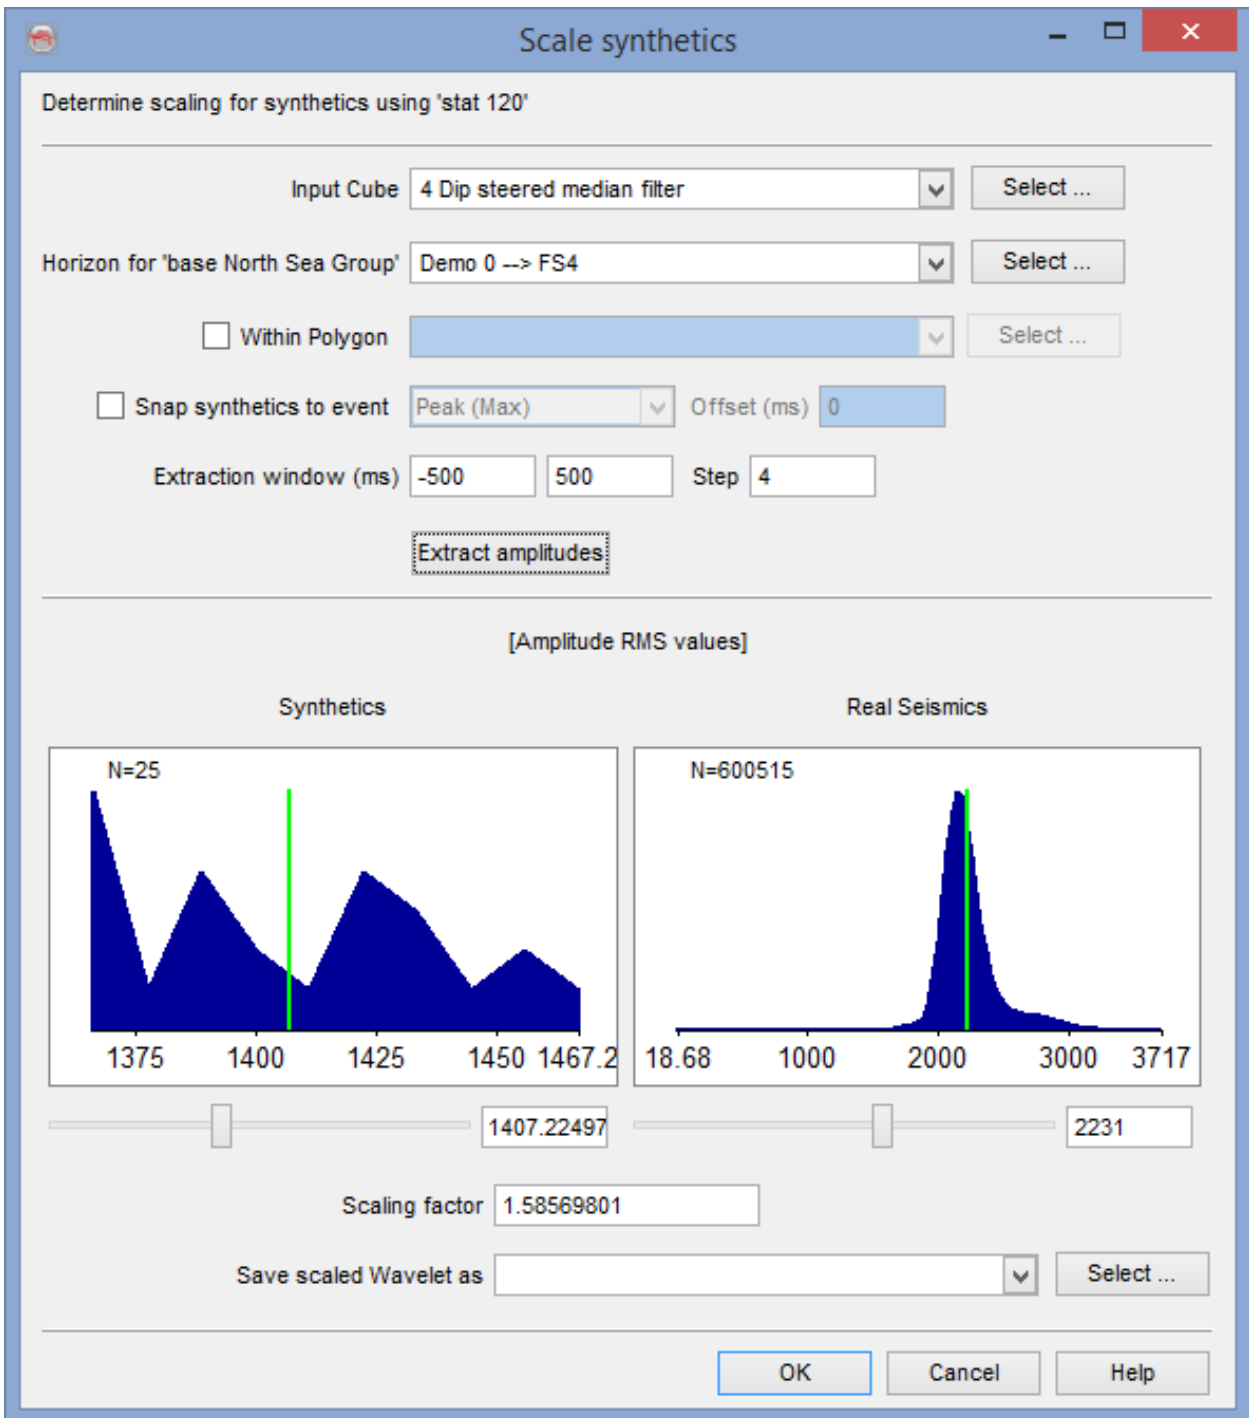 Scale synthetics
Determine scaling for synthetics using 'stat 120'
Input Cube 4 Dip steered median filter Select ...
Horizon for 'base North Sea Group' Demo 0 --> FS4 Select ...
Within Polygon Select ...
Snap synthetics to event Peak (Max) Offset (ms) 0
Extraction window (ms) -500 500 Step 4
Extract amplitudes
[Amplitude RMS values]
Synthetics Real Seismics
N=25 N=600515
1375 1400 1425 1450 1467.2 18.68 1000 2000 3000 3717
1407.22497 2231
Scaling factor 1.58569801
Save scaled Wavelet as Select ...
OK Cancel Help